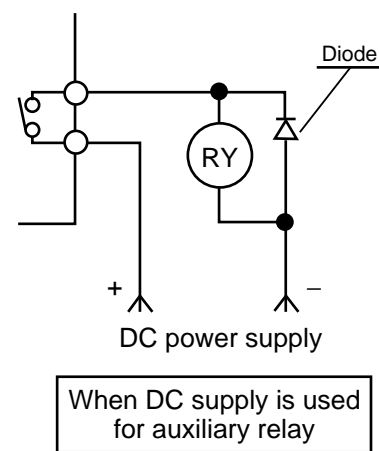 Diode
RY
+ −
DC power supply
When DC supply is used
for auxiliary relay